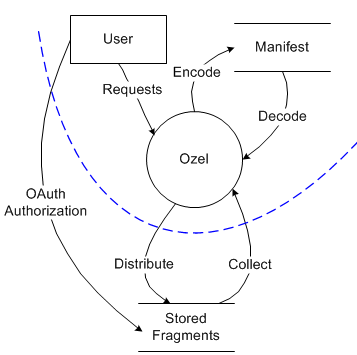 User
Manifest
Encode
Requests
Decode
Ozel
OAuth
Authorization
Distribute
Collect
Stored
Fragments